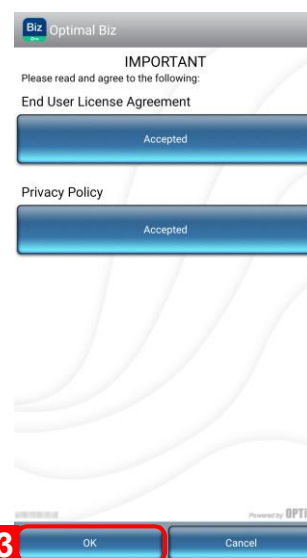 Biz Optimal Biz
IMPORTANT
Please read and agree to the following:
End User License Agreement
Accepted
Privacy Policy
Accepted
Powered by OPTi
3
OK
Cancel